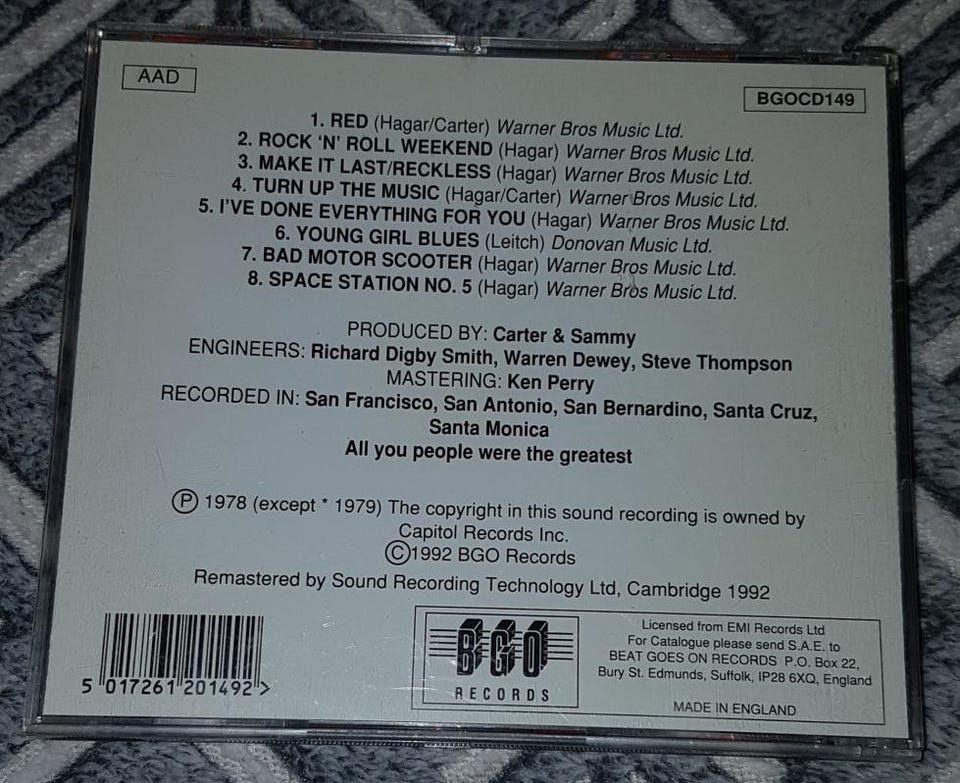 AAD
BGOCD149
1. RED (Hagar/Carter) Warner Bros Music Ltd.
2. ROCK 'N' ROLL WEEKEND (Hagar) Warner Bros Music Ltd.
3. MAKE IT LAST/RECKLESS (Hagar) Warner Bros Music Ltd.
4. TURN UP THE MUSIC (Hagar/Carter) Warner Bros Music Ltd.
5. I'VE DONE EVERYTHING FOR YOU (Hagar) Warner Bros Music Ltd.
6. YOUNG GIRL BLUES (Leitch) Donovan Music Ltd.
7. BAD MOTOR SCOOTER (Hagar) Warner Bros Music Ltd.
8. SPACE STATION NO. 5 (Hagar) Warner Bros Music Ltd.
PRODUCED BY: Carter & Sammy
ENGINEERS: Richard Digby Smith, Warren Dewey, Steve Thompson
MASTERING: Ken Perry
RECORDED IN: San Francisco, San Antonio, San Bernardino, Santa Cruz,
Santa Monica
All you people were the greatest
Ⓟ 1978 (except * 1979) The copyright in this sound recording is owned by
Capitol Records Inc.
©1992 BGO Records
Remastered by Sound Recording Technology Ltd, Cambridge 1992
5 017261 201492 >
BGO
RECORDS
Licensed from EMI Records Ltd
For Catalogue please send S.A.E. to
BEAT GOES ON RECORDS P.O. Box 22,
Bury St. Edmunds, Suffolk, IP28 6XQ, England
MADE IN ENGLAND